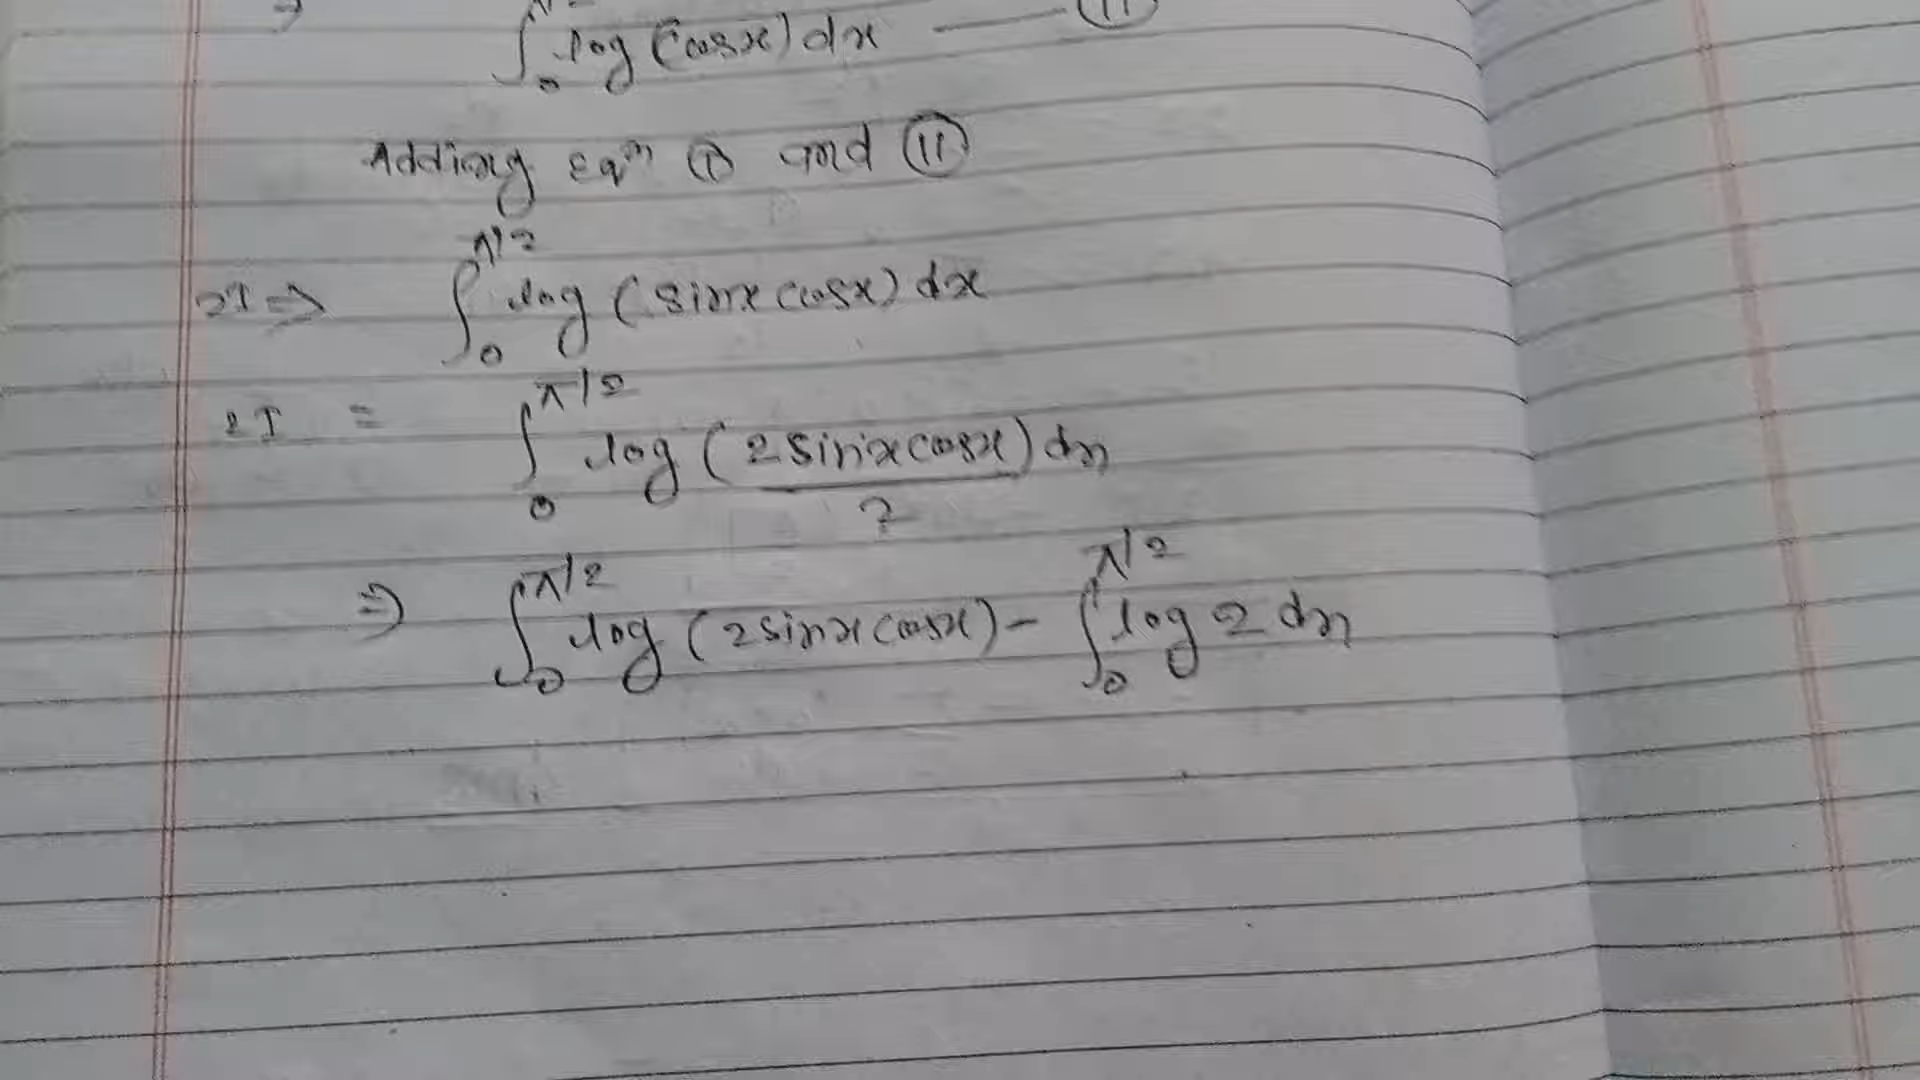 ⇒ ∫₀^π/2 log (cosx) dx —— (II)
Adding Eqⁿ (I) and (II)
2I ⇒ ∫₀^π/2 log (sinx cosx) dx
2I = ∫₀^π/2 log (2sinx cosx)/2 dx
⇒ ∫₀^π/2 log (2sinx cosx) - ∫₀^π/2 log 2 dx